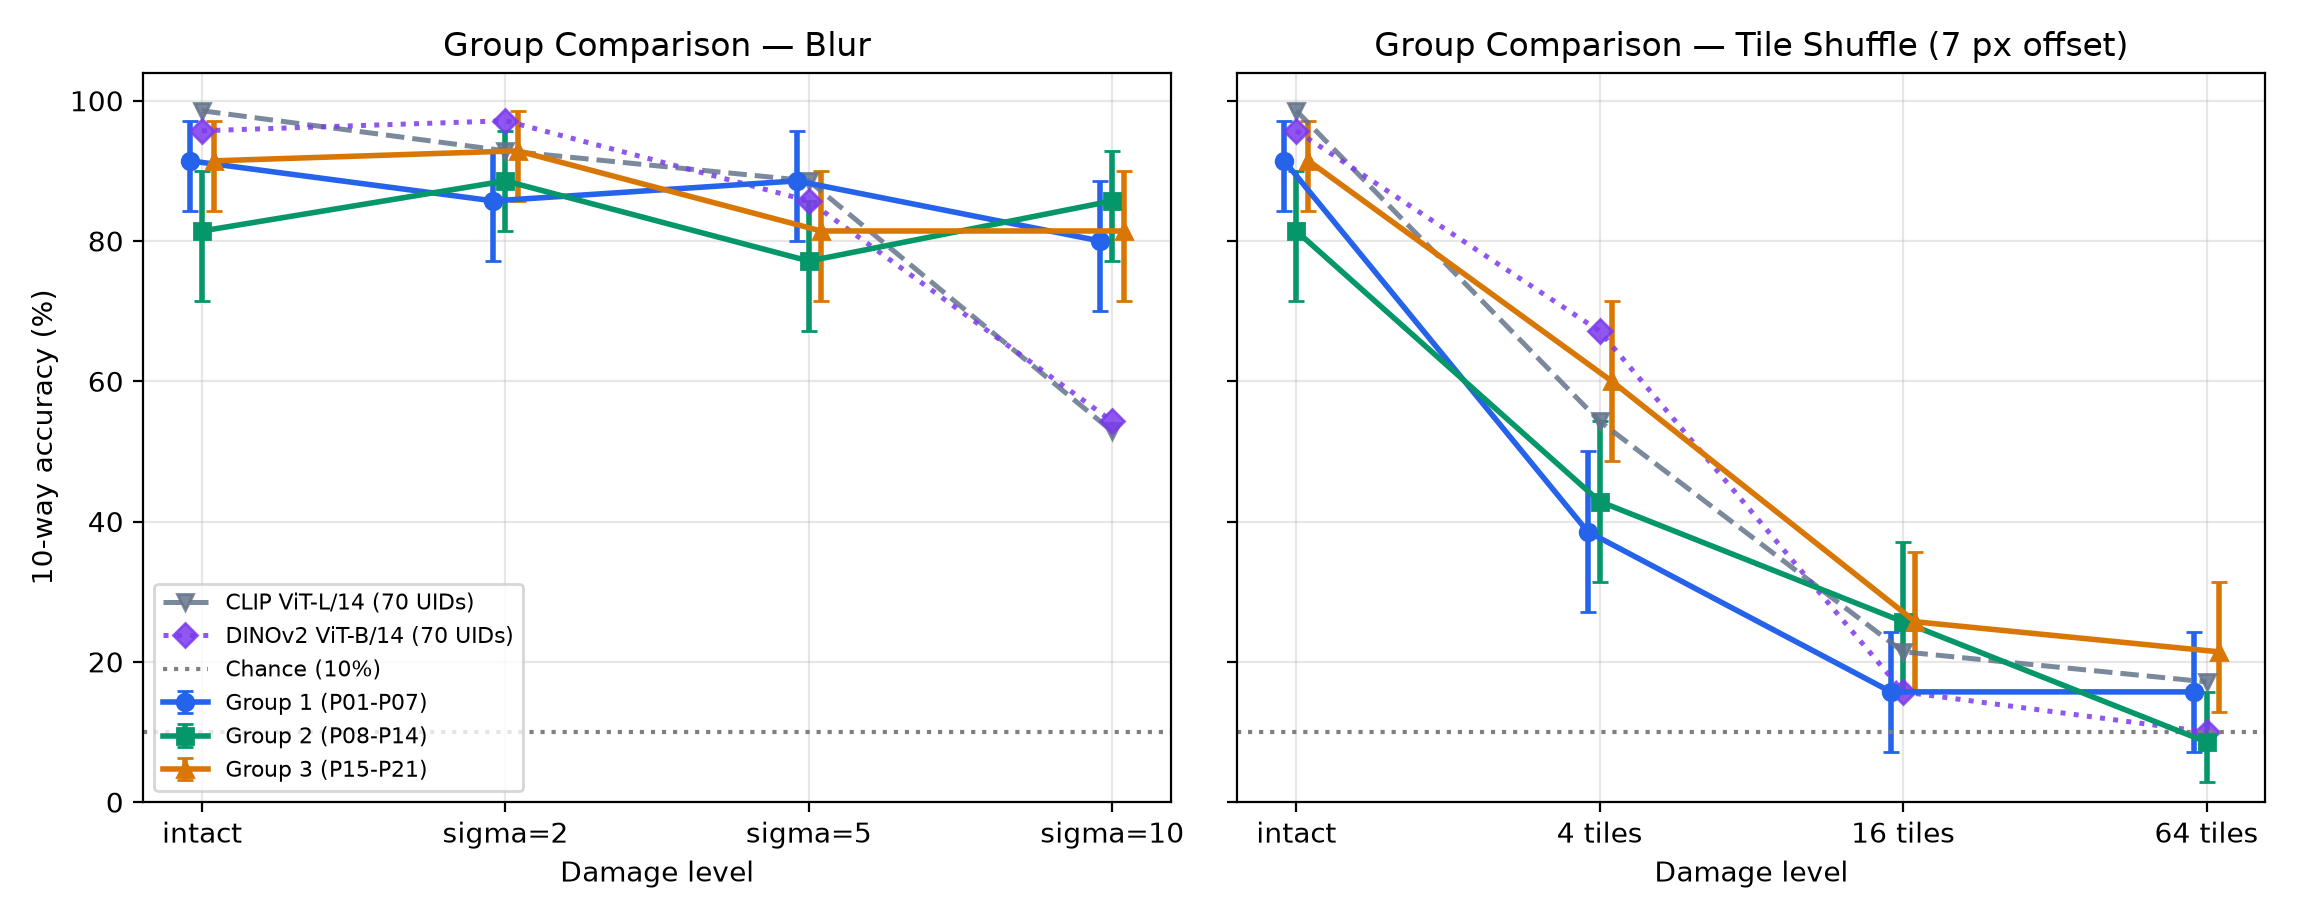 Group Comparison — Blur
10-way accuracy (%)
100
80
60
40
20
0
CLIP ViT-L/14 (70 UIDs)
DINOv2 ViT-B/14 (70 UIDs)
Chance (10%)
Group 1 (P01-P07)
Group 2 (P08-P14)
Group 3 (P15-P21)
intact
sigma=2
sigma=5
sigma=10
Damage level
Group Comparison — Tile Shuffle (7 px offset)
intact
4 tiles
16 tiles
64 tiles
Damage level